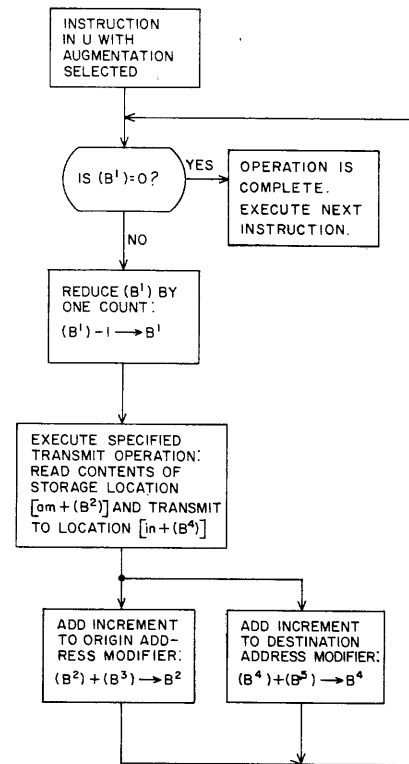 INSTRUCTION
IN U WITH
AUGMENTATION
SELECTED
IS (B¹)=0?
YES
OPERATION IS
COMPLETE.
EXECUTE NEXT
INSTRUCTION.
NO
REDUCE (B¹) BY
ONE COUNT:
(B¹)-1 → B¹
EXECUTE SPECIFIED
TRANSMIT OPERATION:
READ CONTENTS OF
STORAGE LOCATION
[am+(B²)] AND TRANSMIT
TO LOCATION [in+(B⁴)]
ADD INCREMENT
TO ORIGIN AD-
DRESS MODIFIER:
(B²)+(B³)→B²
ADD INCREMENT
TO DESTINATION
ADDRESS MODIFIER:
(B⁴)+(B⁵)→B⁴